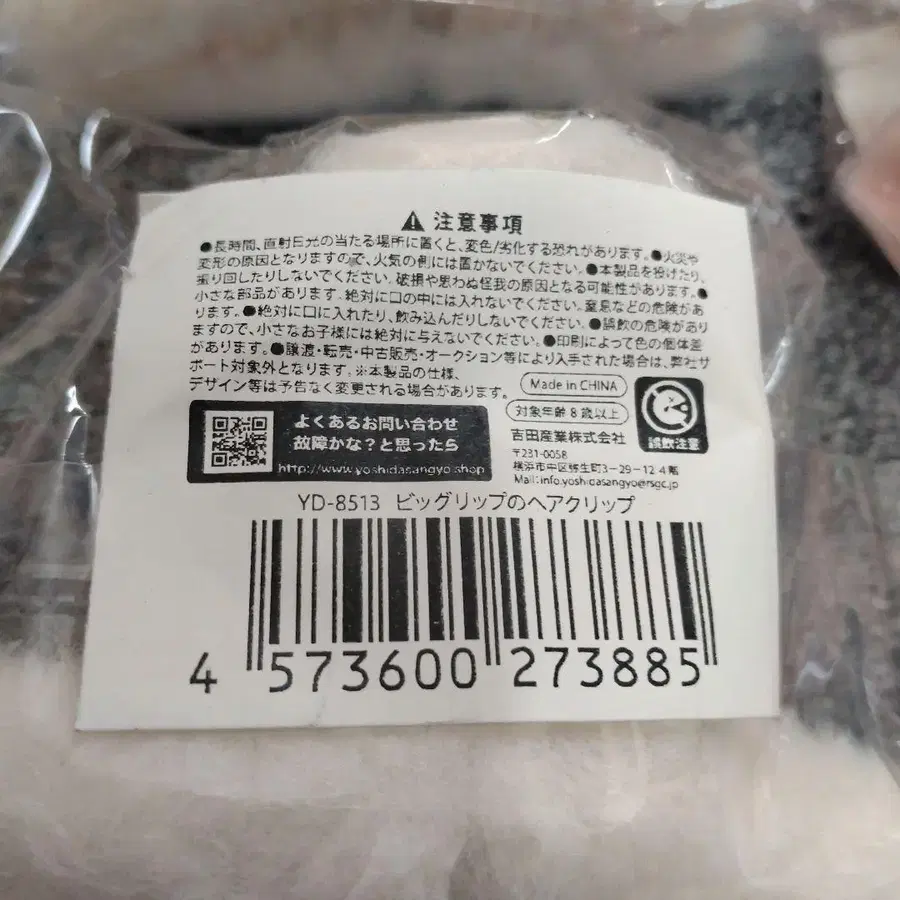 ⚠ 注意事項
●長時間、直射日光の当たる場所に置くと、変色/劣化する恐れがあります。●火災や
変形の原因となりますので、火気の側には置かないでください。●本製品を投げたり、
振り回したりしないでください。破損や思わぬ怪我の原因となる可能性があります。●
小さな部品があります。絶対に口の中には入れないでください。窒息などの危険があ
ります。●絶対に口に入れたり、飲み込んだりしないでください。●誤飲の危険があり
ますので、小さなお子様には絶対に与えないでください。●印刷によって色の個体差
があります。●譲渡・転売・中古販売・オークション等により入手された場合は、弊社サ
ポート対象外となります。※本製品の仕様、
デザイン等は予告なく変更される場合があります。
よくあるお問い合わせ
故障かな?と思ったら
http://www.yoshidasangyo.shop
Made in CHINA
対象年齢8歳以上
吉田産業株式会社
〒231-0058
横浜市中区弥生町3-29-12 4階
Mail:info.yoshidasangyo@rsgc.jp
誤飲注意
YD-8513 ビッグリップのヘアクリップ
4 573600 273885